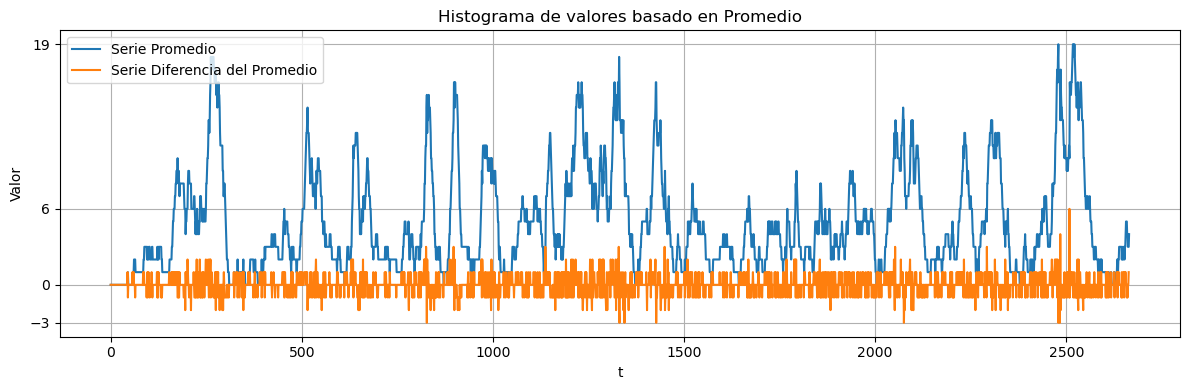 Histograma de valores basado en Promedio
Serie Promedio
Serie Diferencia del Promedio
Valor
19
6
0
−3
0
500
1000
1500
2000
2500
t